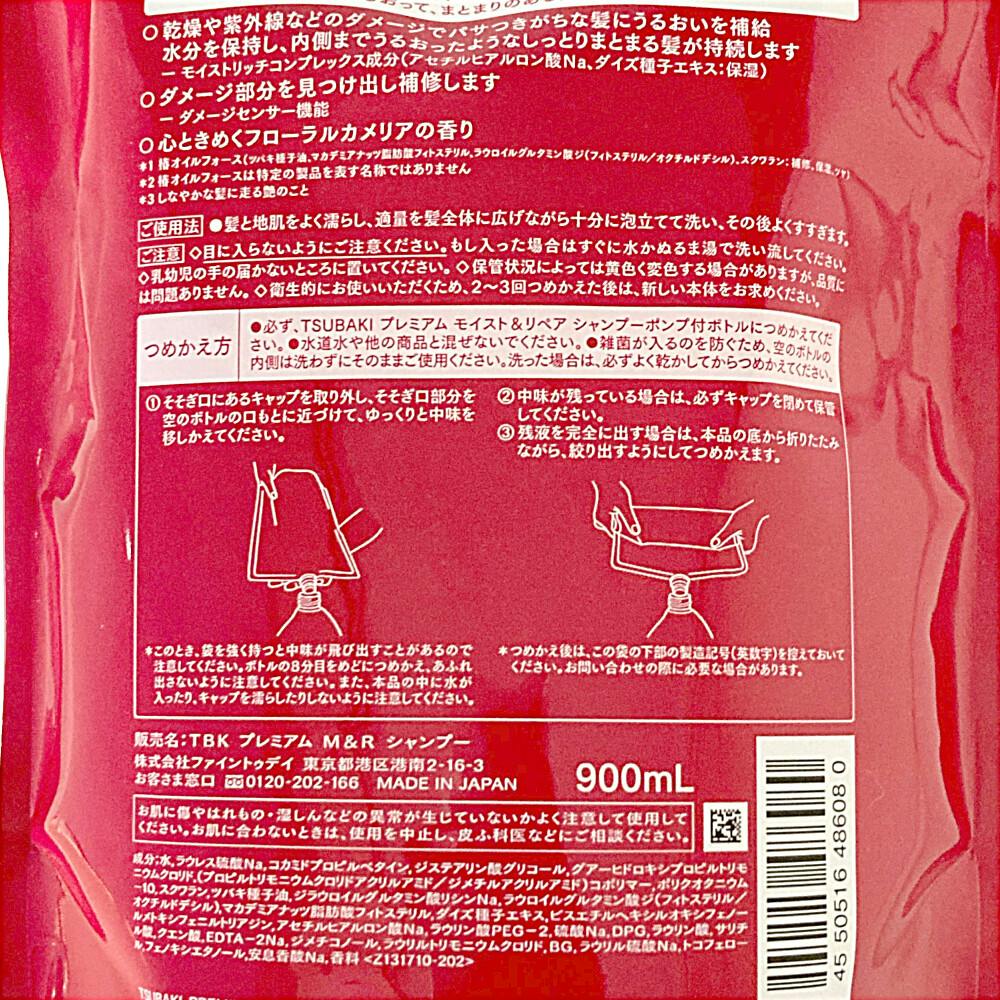 って、まとまりのあ
○乾燥や紫外線などのダメージでパサつきがちな髪にうるおいを補給
水分を保持し、内側までうるおったようなしっとりまとまる髪が持続します
− モイストリッチコンプレックス成分(アセチルヒアルロン酸Na、ダイズ種子エキス:保湿)
○ダメージ部分を見つけ出し補修します
− ダメージセンサー機能
○心ときめくフローラルカメリアの香り
*1 椿オイルフォース(ツバキ種子油、マカデミアナッツ脂肪酸フィトステリル、ラウロイルグルタミン酸ジ(フィトステリル/オクチルドデシル)、スクワラン:補修、保湿、ツヤ)
*2 椿オイルフォースは特定の製品を表す名称ではありません
*3 しなやかな髪に走る艶のこと
ご使用法 ●髪と地肌をよく濡らし、適量を髪全体に広げながら十分に泡立てて洗い、その後よくすすぎます。
ご注意 ◇目に入らないようにご注意ください。もし入った場合はすぐに水かぬるま湯で洗い流してください。
◇乳幼児の手の届かないところに置いてください。◇保管状況によっては黄色く変色する場合がありますが、品質に
は問題ありません。◇衛生的にお使いいただくため、2〜3回つめかえた後は、新しい本体をお求めください。
つめかえ方
●必ず、TSUBAKI プレミアム モイスト&リペア シャンプーポンプ付ボトルにつめかえてくだ
さい。●水道水や他の商品と混ぜないでください。●雑菌が入るのを防ぐため、空のボトルの
内側は洗わずにそのままご使用ください。洗った場合は、必ずよく乾かしてからつめかえてください。
①そそぎ口にあるキャップを取り外し、そそぎ口部分を
空のボトルの口もとに近づけて、ゆっくりと中味を
移しかえてください。
②中味が残っている場合は、必ずキャップを閉めて保管
してください。
③残液を完全に出す場合は、本品の底から折りたたみ
ながら、絞り出すようにしてつめかえます。
*このとき、袋を強く持つと中味が飛び出すことがあるので
注意してください。ボトルの8分目をめどにつめかえ、あふれ
出さないように注意してください。また、本品の中に水が
入ったり、キャップを濡らしたりしないように注意してください。
*つめかえ後は、この袋の下部の製造記号(英数字)を控えておいて
ください。お問い合わせの際に必要な場合があります。
販売名:TBK プレミアム M&R シャンプー
株式会社ファイントゥデイ 東京都港区港南2-16-3
お客さま窓口 0120-202-166 MADE IN JAPAN
900mL
お肌に傷やはれもの・湿しんなどの異常が生じていないかよく注意して使用して
ください。お肌に合わないときは、使用を中止し、皮ふ科医などにご相談ください。
成分:水,ラウレス硫酸Na,コカミドプロピルベタイン,ジステアリン酸グリコール,グアーヒドロキシプロピルトリモ
ニウムクロリド,(プロピルトリモニウムクロリドアクリルアミド/ジメチルアクリルアミド)コポリマー,ポリクオタニウム
-10,スクワラン,ツバキ種子油,ジラウロイルグルタミン酸リシンNa,ラウロイルグルタミン酸ジ(フィトステリル/
オクチルドデシル),マカデミアナッツ脂肪酸フィトステリル,ダイズ種子エキス,ビスエチルヘキシルオキシフェノー
ルメトキシフェニルトリアジン,アセチルヒアルロン酸Na,ラウリン酸PEG-2,硫酸Na,DPG,ラウリン酸,サリチ
ル酸,クエン酸,EDTA-2Na,ジメチコノール,ラウリルトリモニウムクロリド,BG,ラウリル硫酸Na,トコフェロー
ル,フェノキシエタノール,安息香酸Na,香料 <Z131710-202>
45 50516 48608 0